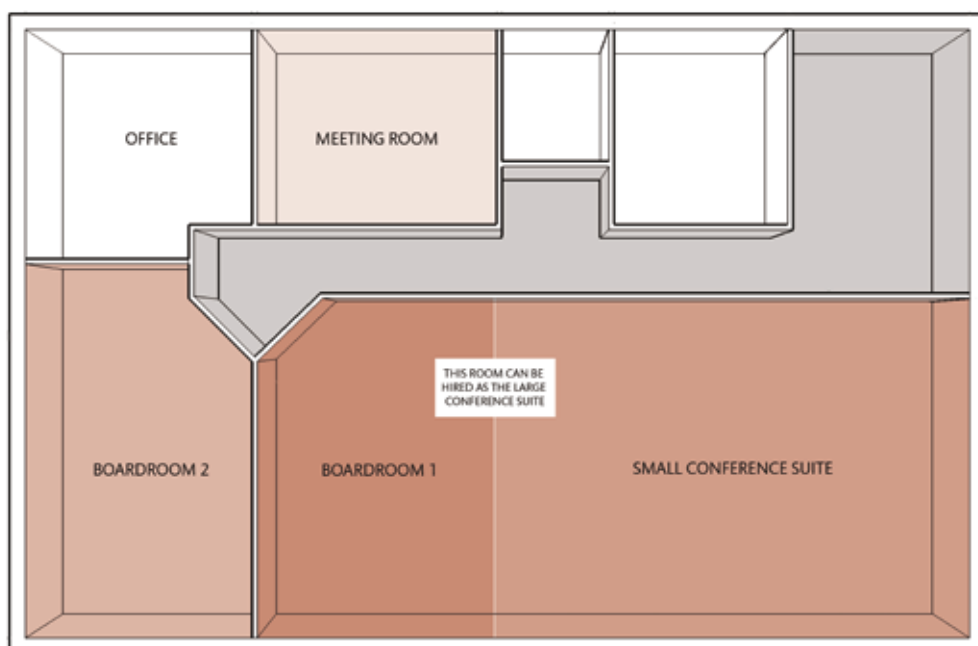 OFFICE
MEETING ROOM
THIS ROOM CAN BE
HIRED AS THE LARGE
CONFERENCE SUITE
BOARDROOM 2
BOARDROOM 1
SMALL CONFERENCE SUITE